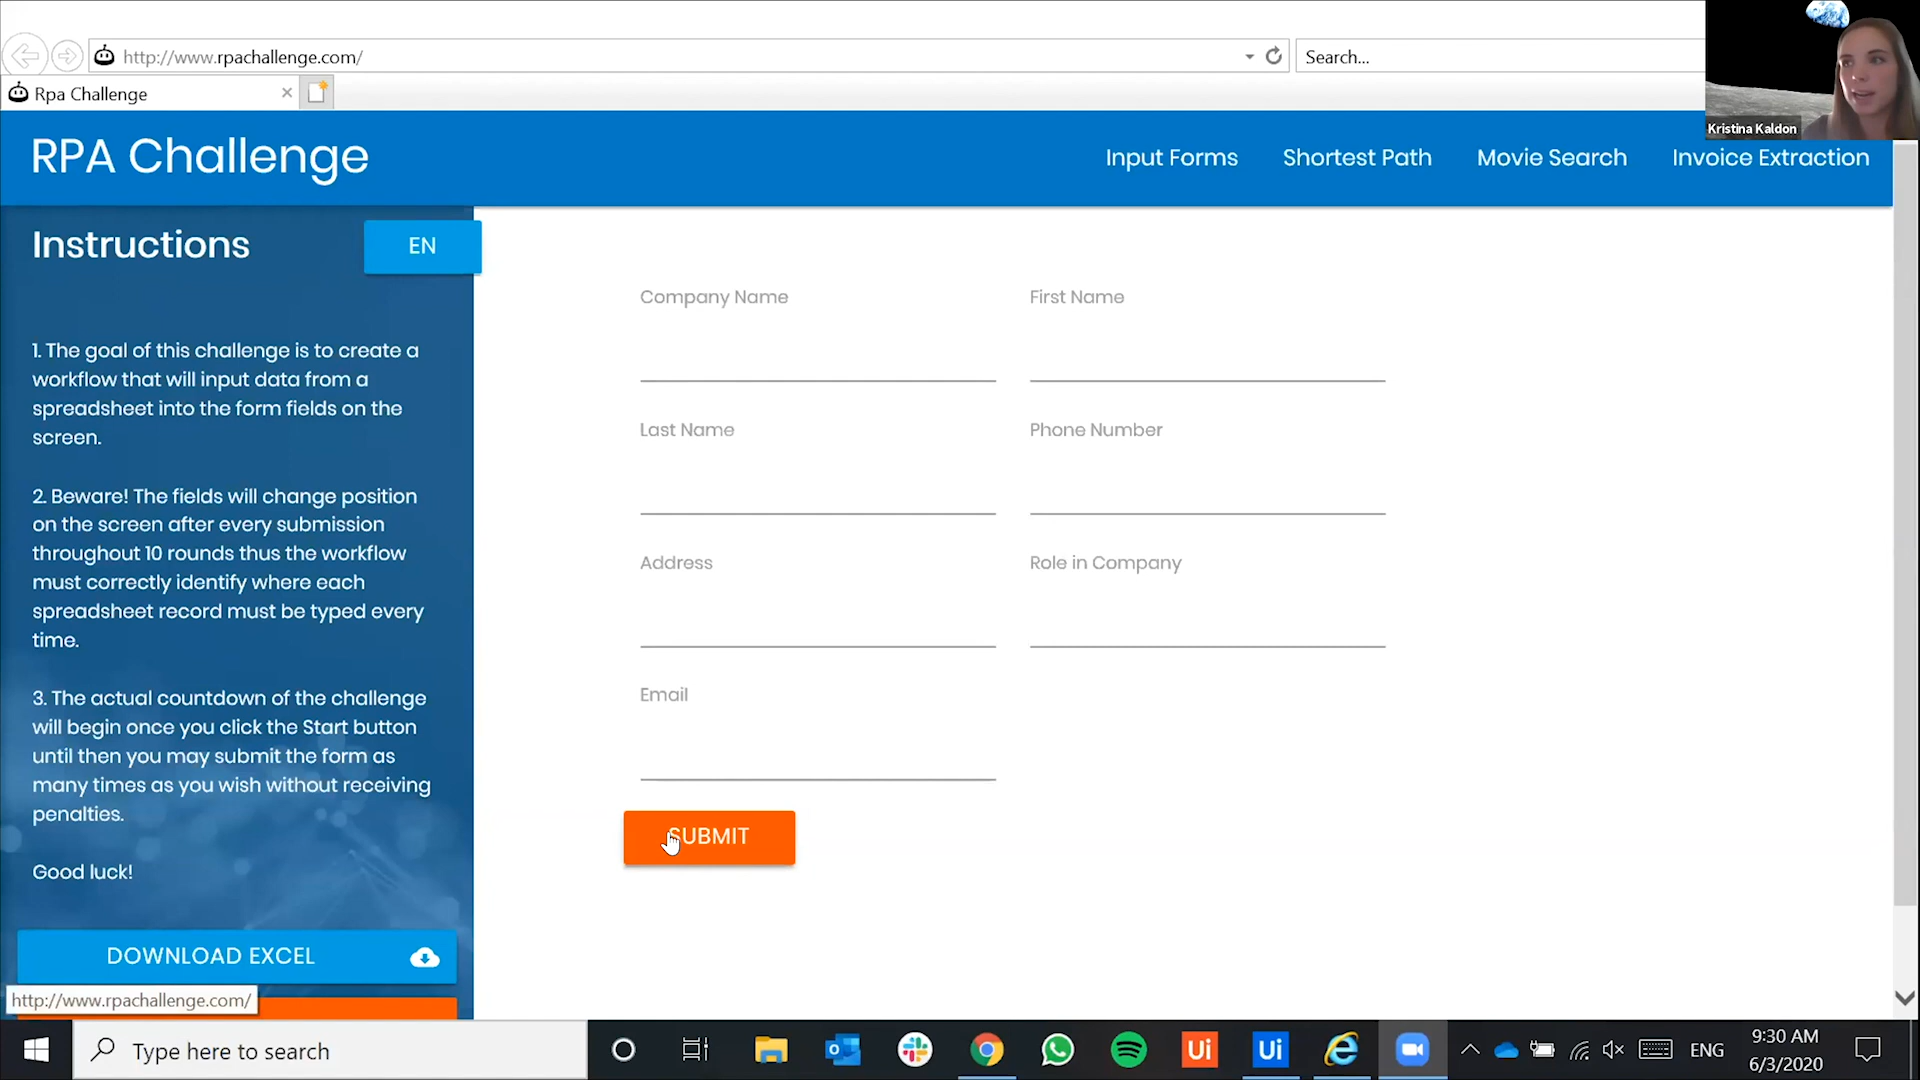 http://www.rpachallenge.com/
Search...
Rpa Challenge
Kristina Kaldon
RPA Challenge
Input Forms
Shortest Path
Movie Search
Invoice Extraction
Instructions
EN
1. The goal of this challenge is to create a
workflow that will input data from a
spreadsheet into the form fields on the
screen.
2. Beware! The fields will change position
on the screen after every submission
throughout 10 rounds thus the workflow
must correctly identify where each
spreadsheet record must be typed every
time.
3. The actual countdown of the challenge
will begin once you click the Start button
until then you may submit the form as
many times as you wish without receiving
penalties.
Good luck!
DOWNLOAD EXCEL
http://www.rpachallenge.com/
Company Name
First Name
Last Name
Phone Number
Address
Role in Company
Email
SUBMIT
Type here to search
Ui
Ui
ENG
9:30 AM
6/3/2020